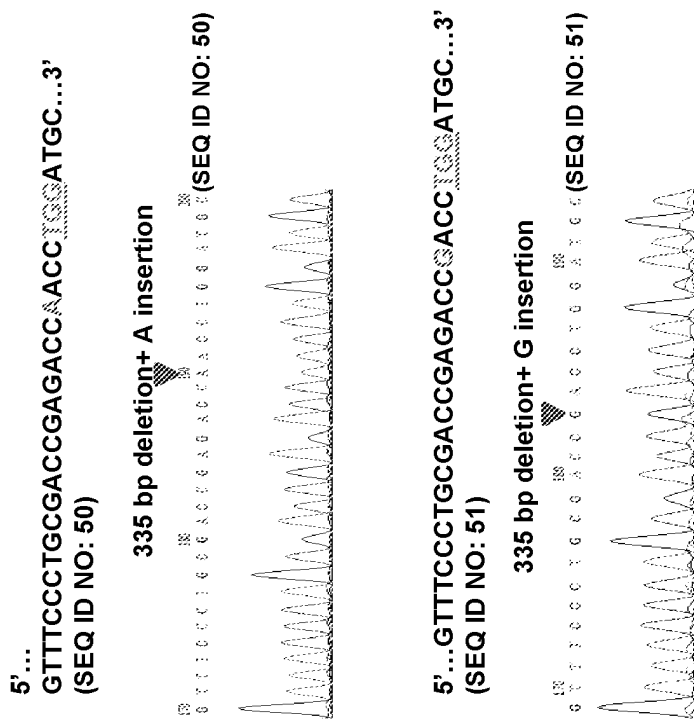 5'...
GTTTCCCTGCGACCGAGACCAACCTGGATGC...3'
(SEQ ID NO: 50)
335 bp deletion+ A insertion
(SEQ ID NO: 50)
5'...GTTTCCCTGCGACCGAGACCGACCTGGATGC...3'
(SEQ ID NO: 51)
335 bp deletion+ G insertion
(SEQ ID NO: 51)